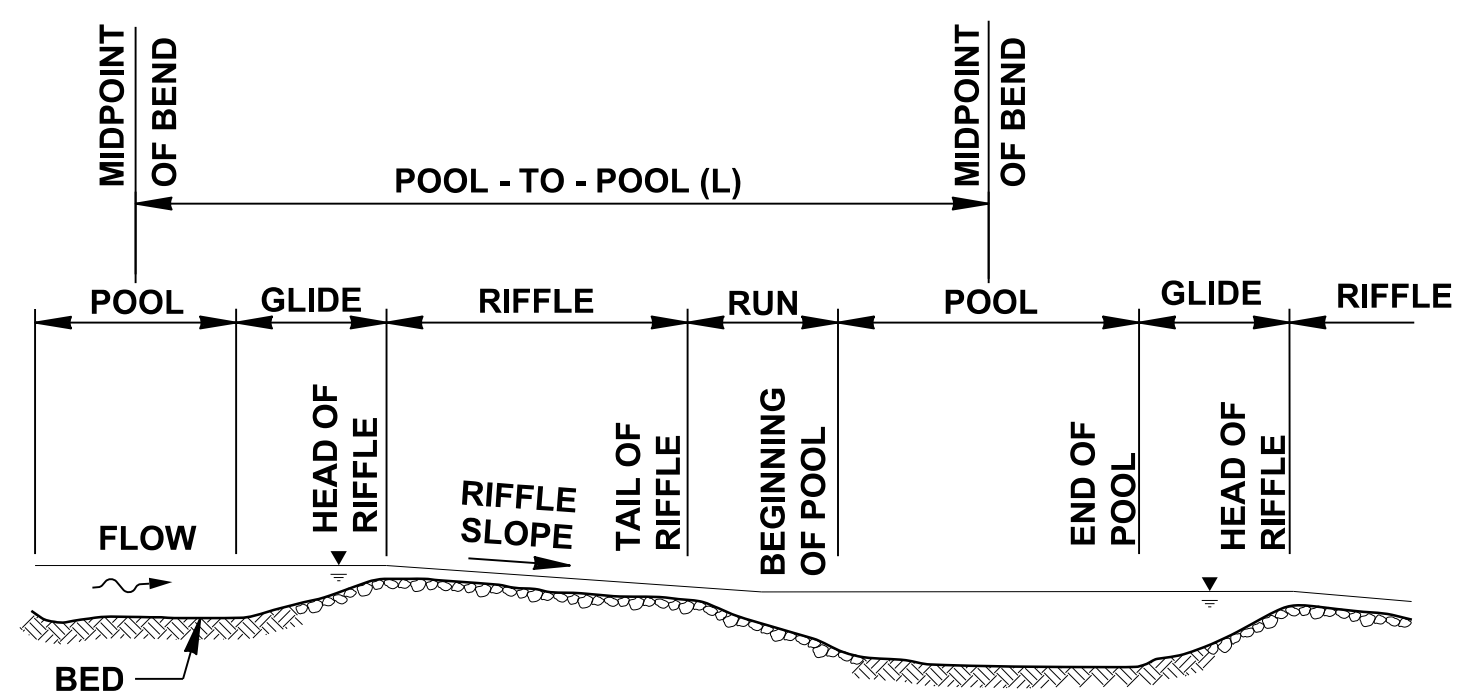 MIDPOINT
OF BEND
MIDPOINT
OF BEND
POOL - TO - POOL (L)
POOL
GLIDE
RIFFLE
RUN
POOL
GLIDE
RIFFLE
HEAD OF
RIFFLE
TAIL OF
RIFFLE
BEGINNING
OF POOL
END OF
POOL
HEAD OF
RIFFLE
RIFFLE
SLOPE
FLOW
BED